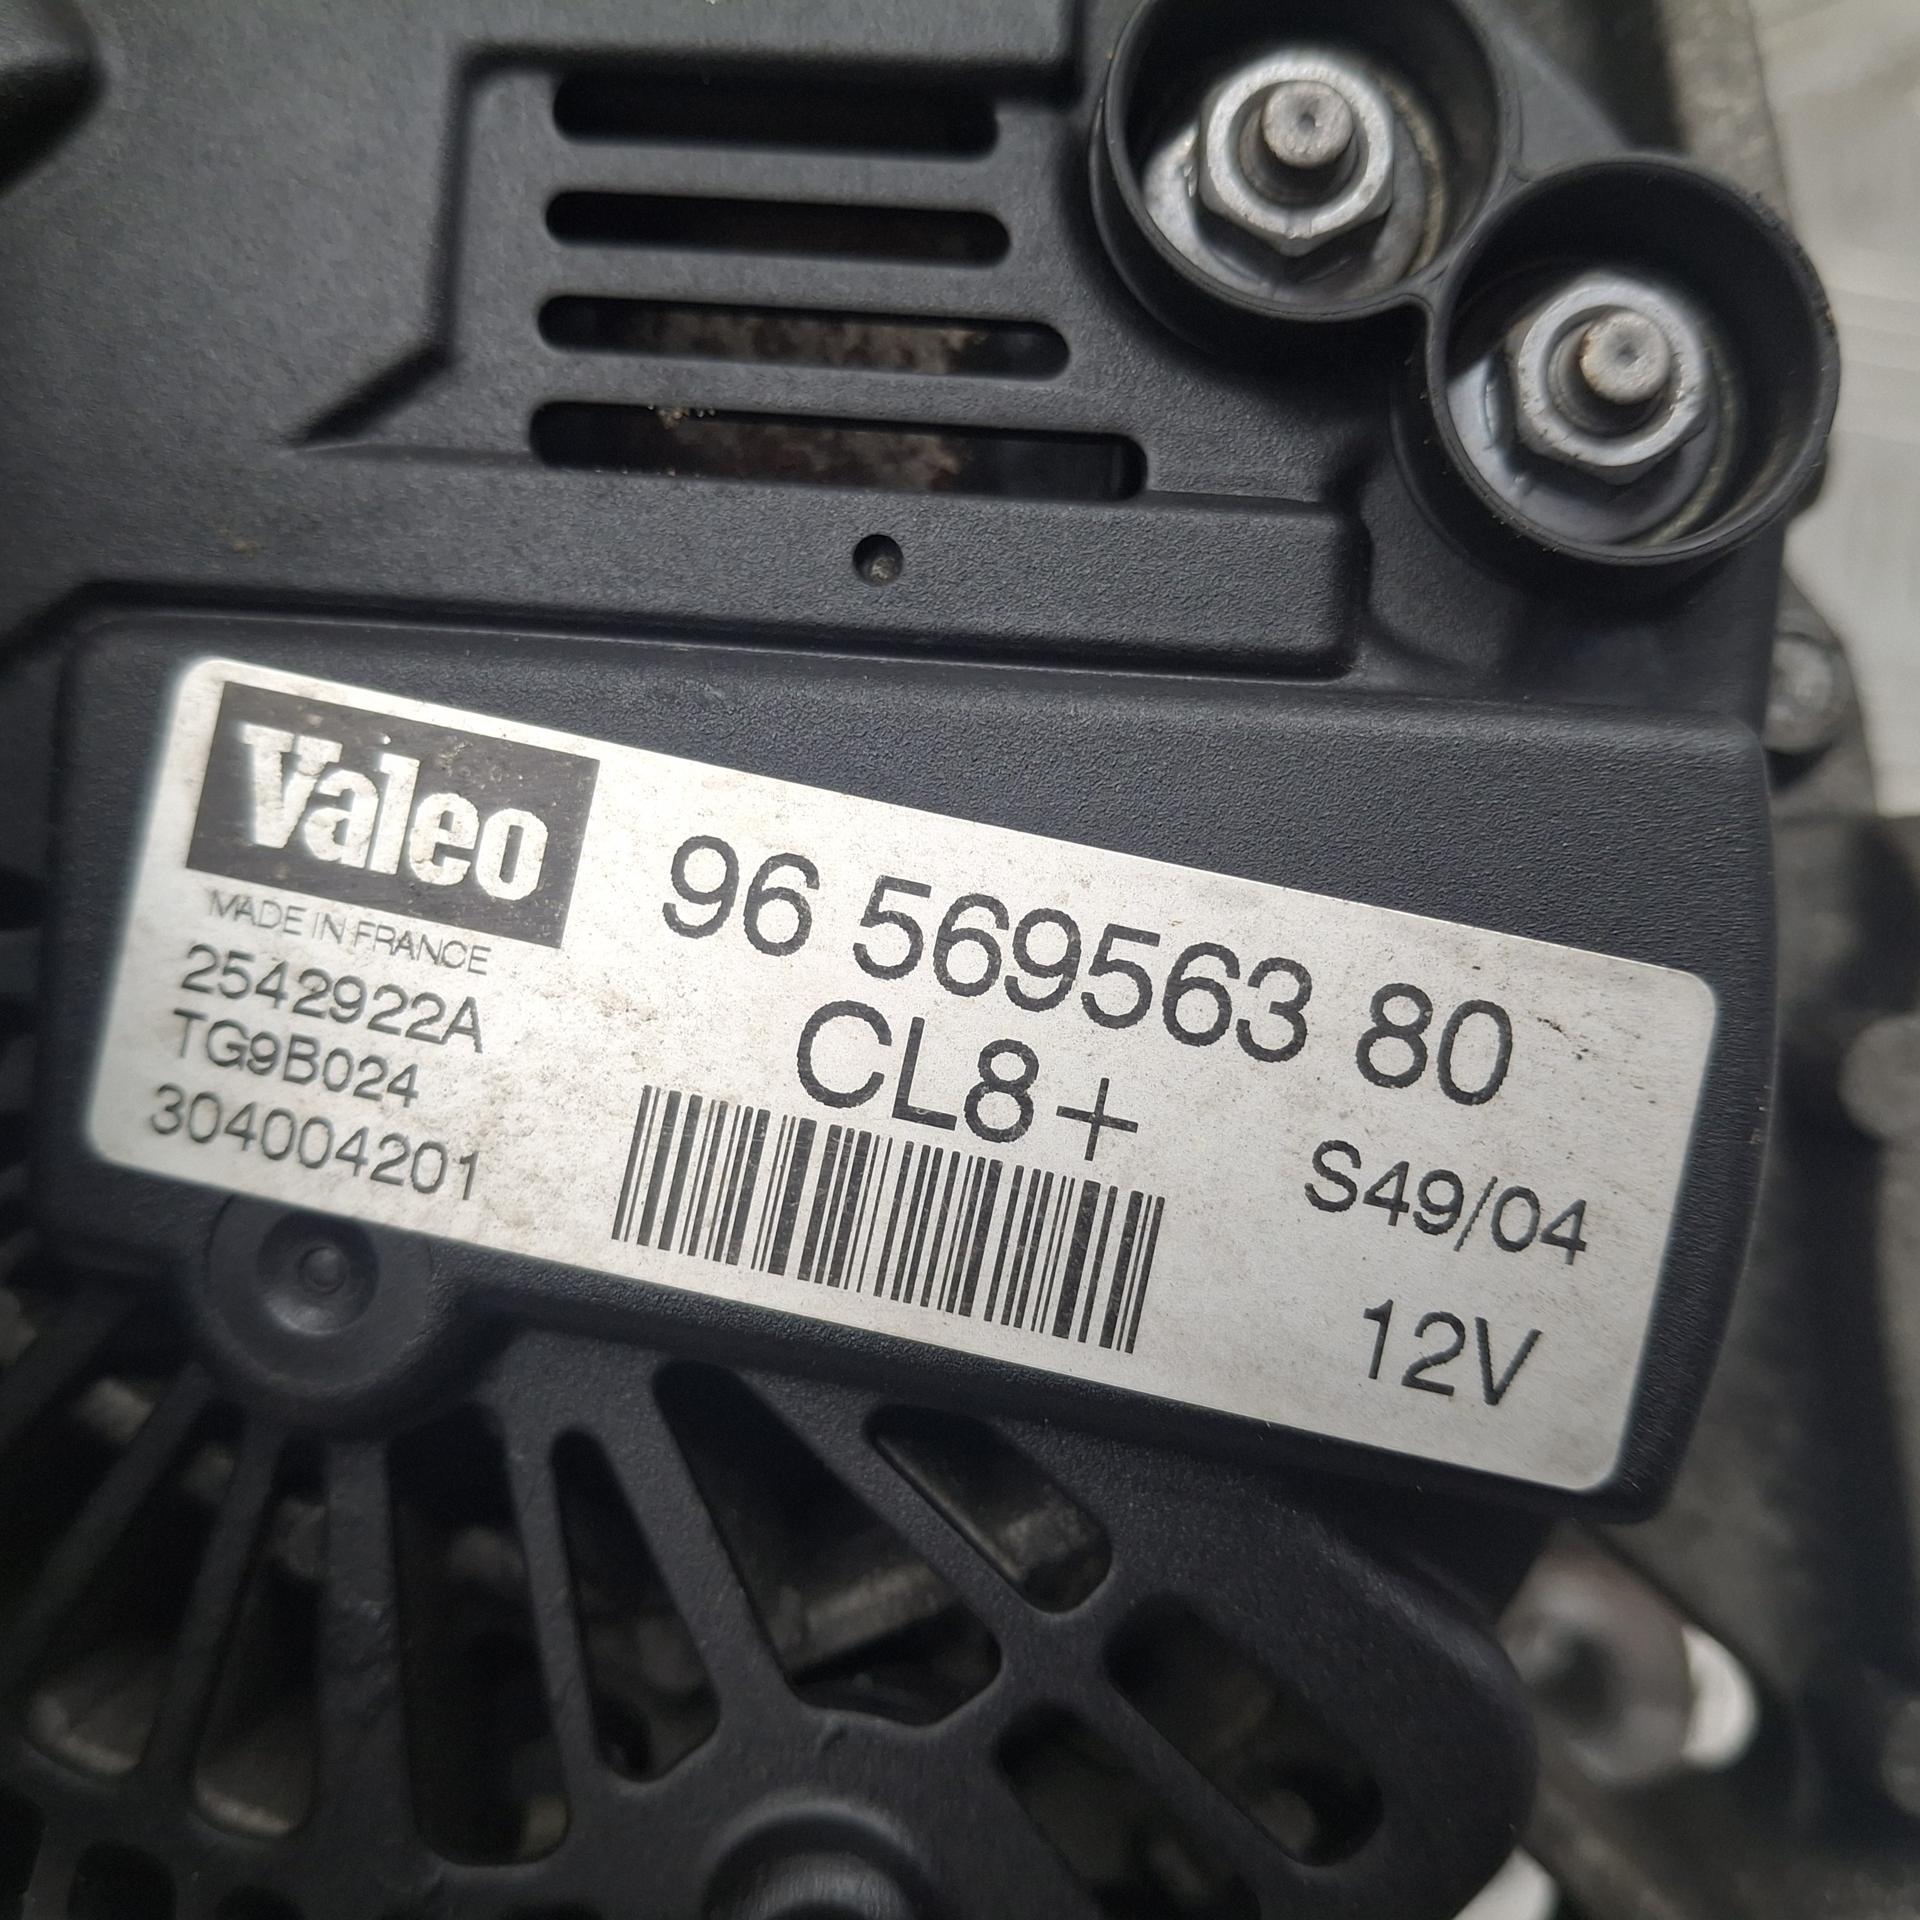 Valeo
MADE IN FRANCE
2542922A
TG9B024
304004201
96 569563 80
CL8+
S49/04
12V